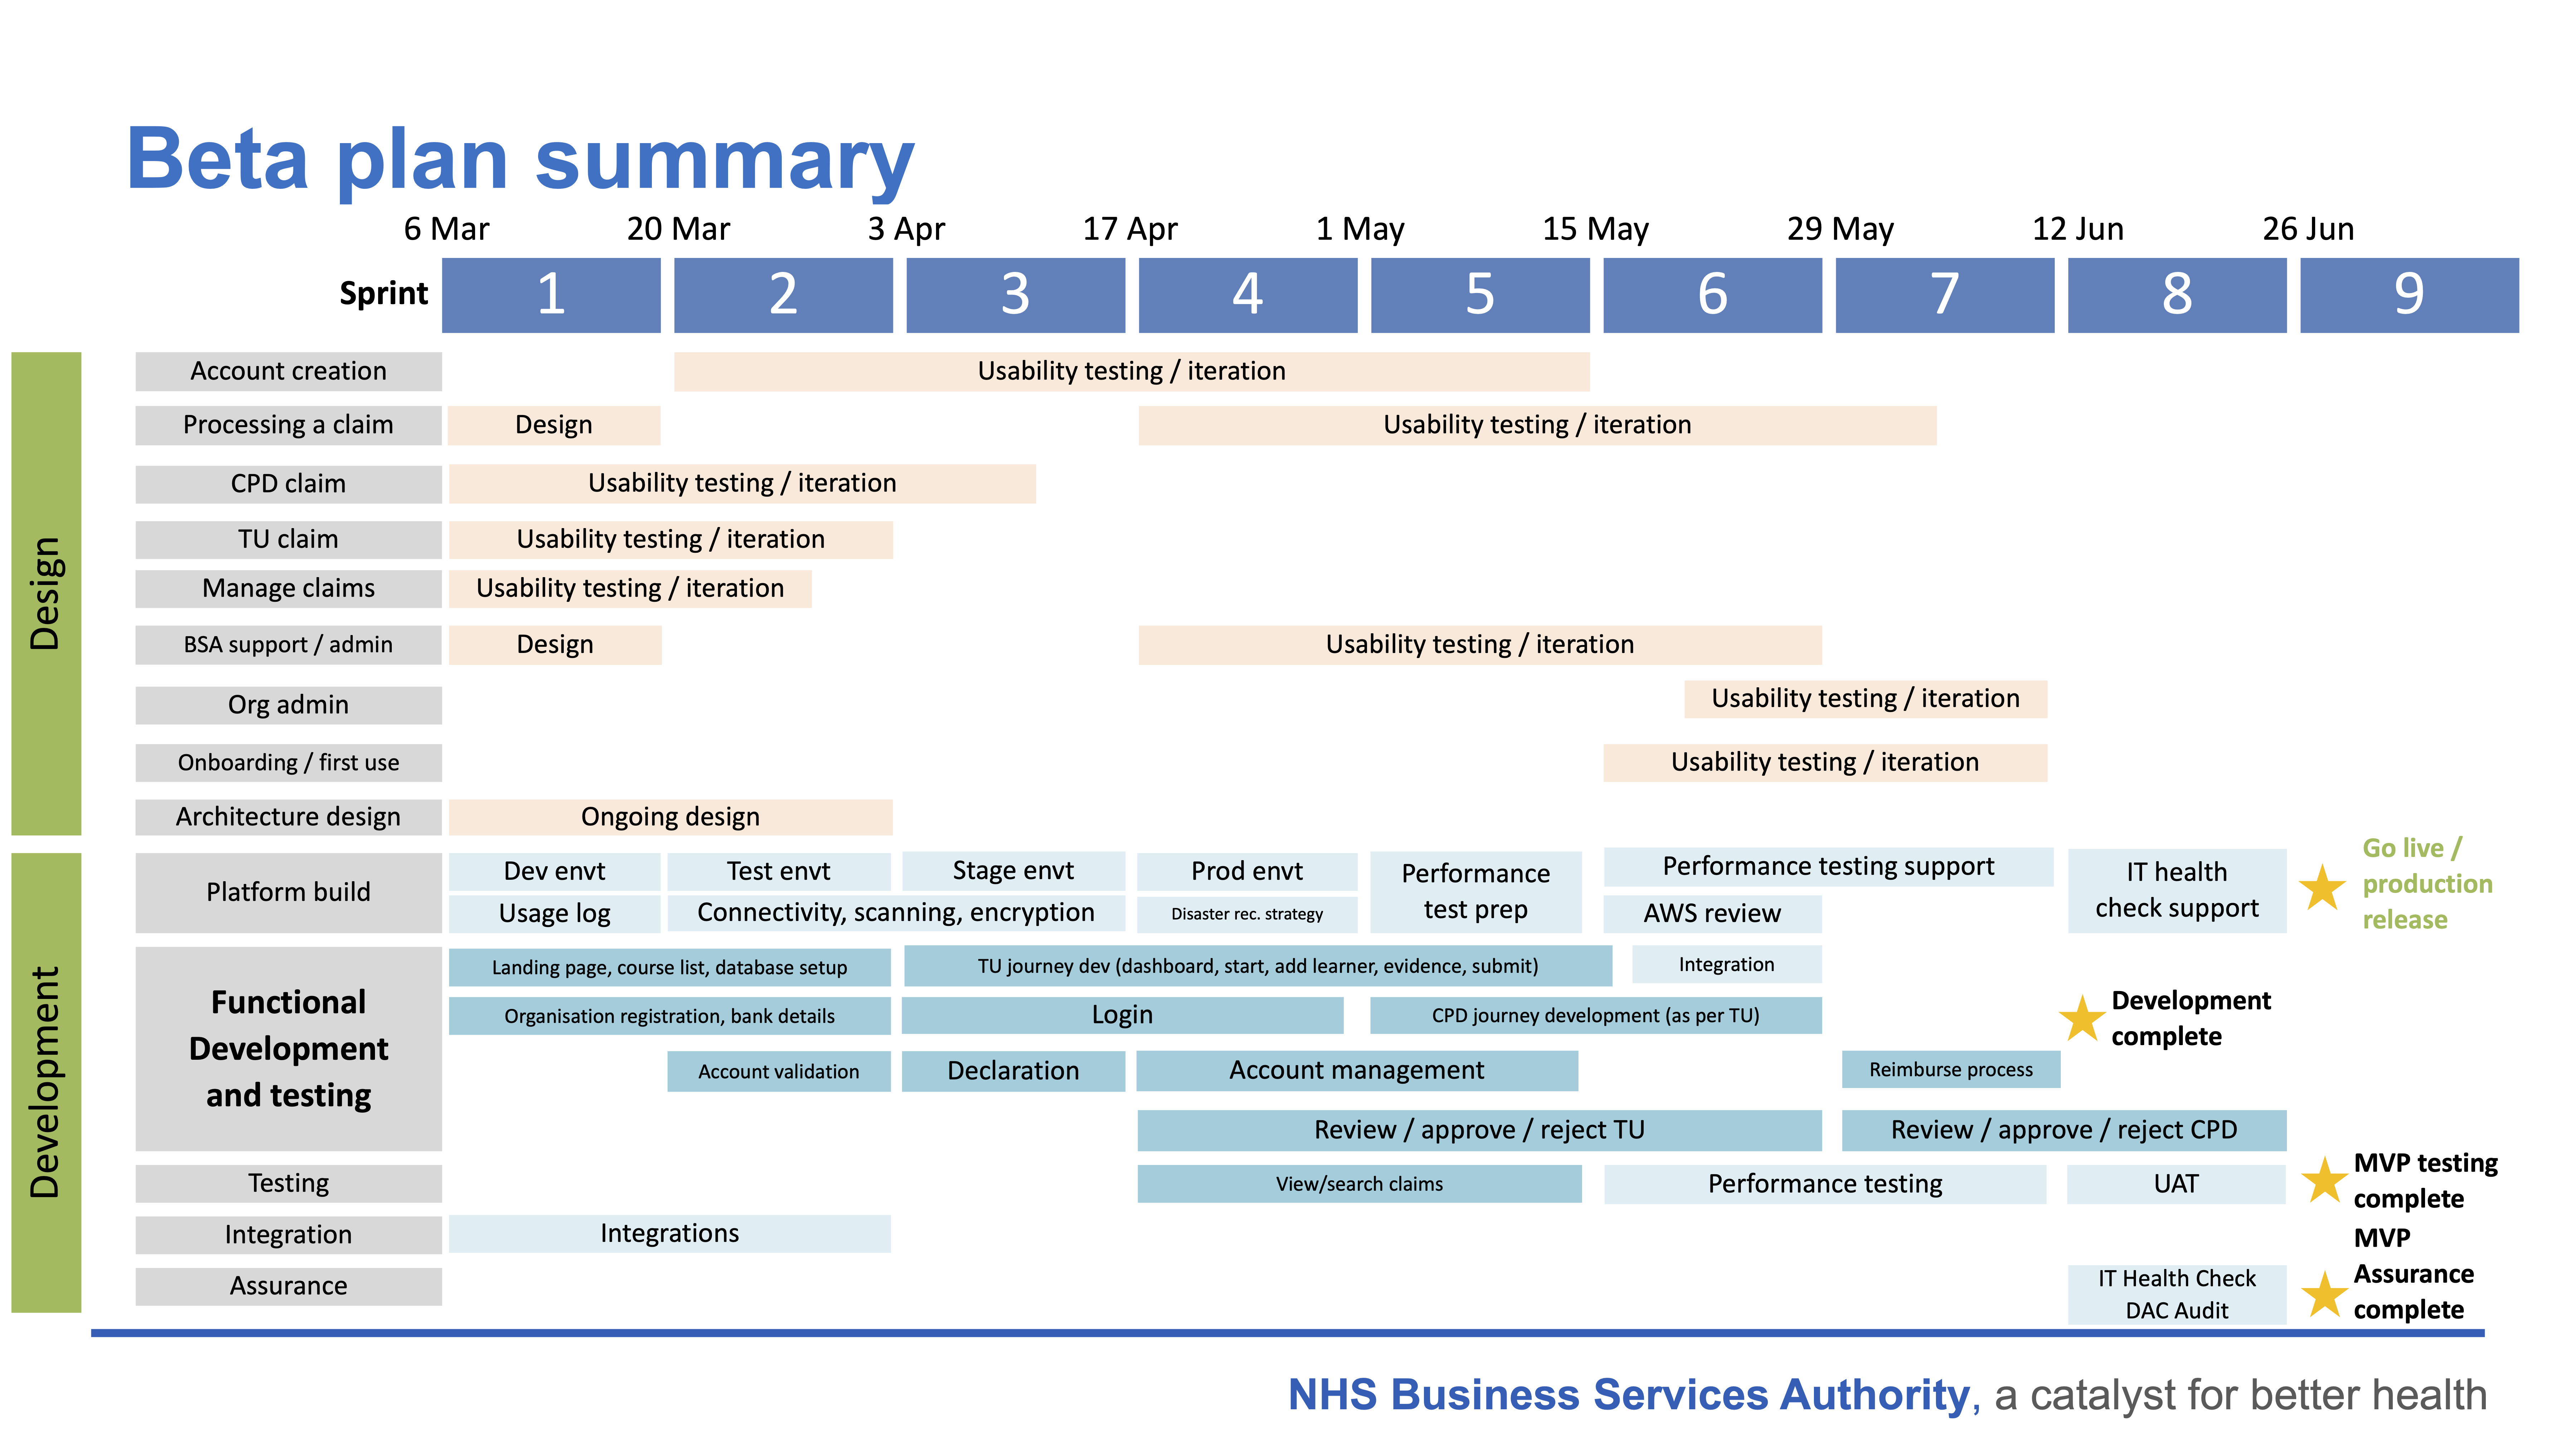 Beta plan summary
6 Mar 20 Mar 3 Apr 17 Apr 1 May 15 May 29 May 12 Jun 26 Jun
Sprint 1 2 3 4 5 6 7 8 9
Design
Account creation Usability testing / iteration
Processing a claim Design Usability testing / iteration
CPD claim Usability testing / iteration
TU claim Usability testing / iteration
Manage claims Usability testing / iteration
BSA support / admin Design Usability testing / iteration
Org admin Usability testing / iteration
Onboarding / first use Usability testing / iteration
Architecture design Ongoing design
Development
Platform build
Dev envt Test envt Stage envt Prod envt
Performance
test prep
Performance testing support
IT health
check support
Go live /
production
release
Usage log Connectivity, scanning, encryption Disaster rec. strategy AWS review
Functional
Development
and testing
Landing page, course list, database setup TU journey dev (dashboard, start, add learner, evidence, submit) Integration
Organisation registration, bank details Login CPD journey development (as per TU)
Development
complete
Account validation Declaration Account management Reimburse process
Review / approve / reject TU Review / approve / reject CPD
Testing View/search claims Performance testing UAT
MVP testing
complete
Integration Integrations
Assurance
IT Health Check
DAC Audit
MVP
Assurance
complete
NHS Business Services Authority, a catalyst for better health